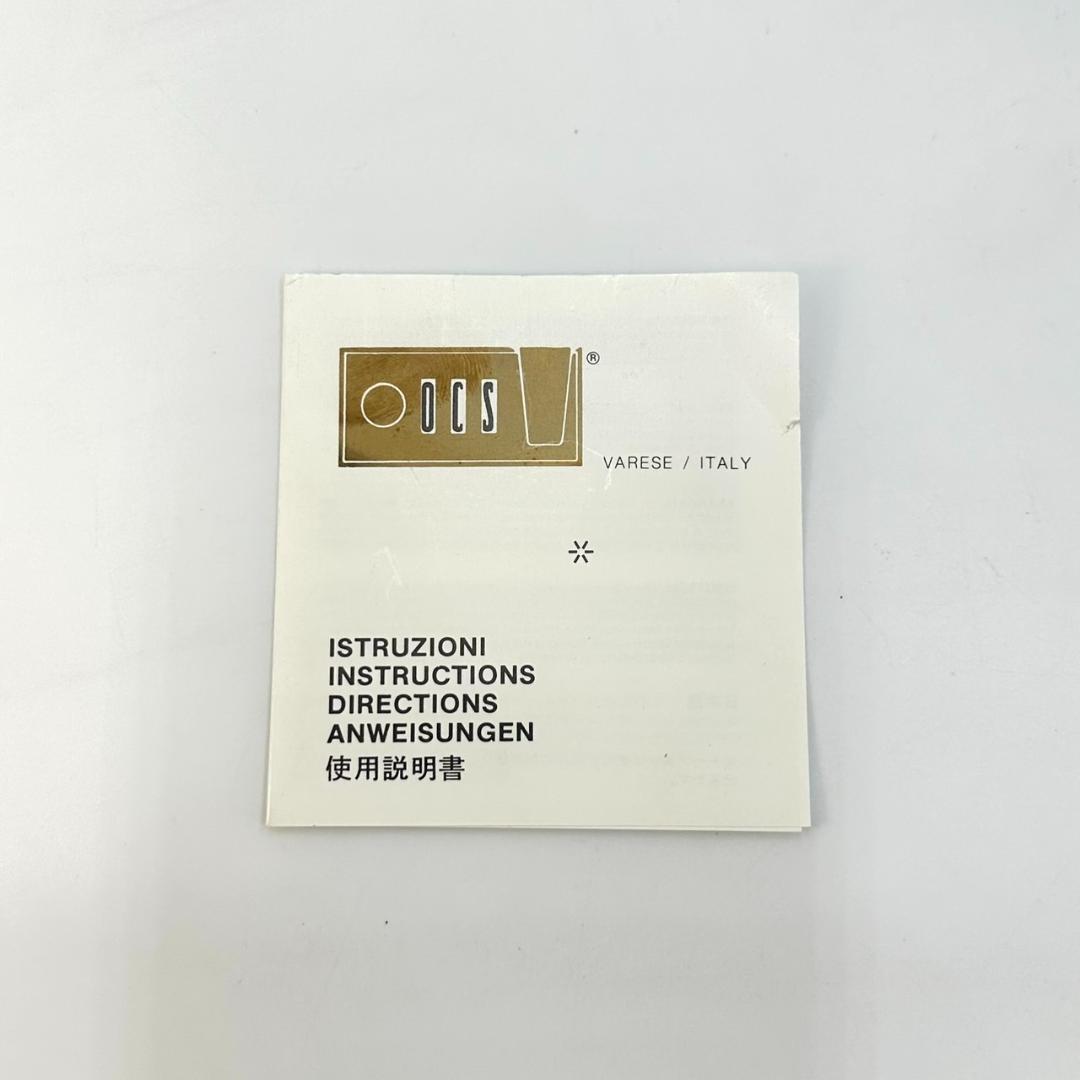 OCS ®
VARESE / ITALY
ISTRUZIONI
INSTRUCTIONS
DIRECTIONS
ANWEISUNGEN
使用説明書